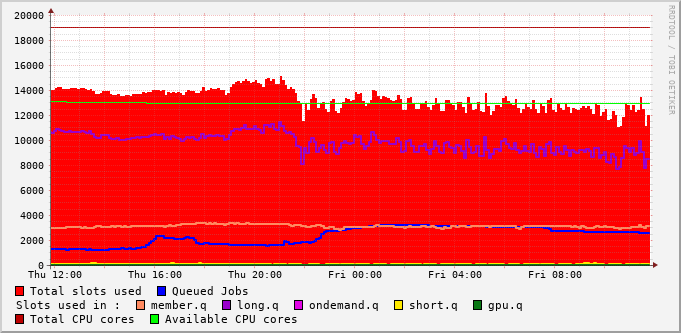 20000
18000
16000
14000
12000
10000
8000
6000
4000
2000
0
Thu 12:00 Thu 16:00 Thu 20:00 Fri 00:00 Fri 04:00 Fri 08:00
RRDTOOL / TOBI OETIKER
Total slots used Queued Jobs
Slots used in : member.q long.q ondemand.q short.q gpu.q
Total CPU cores Available CPU cores